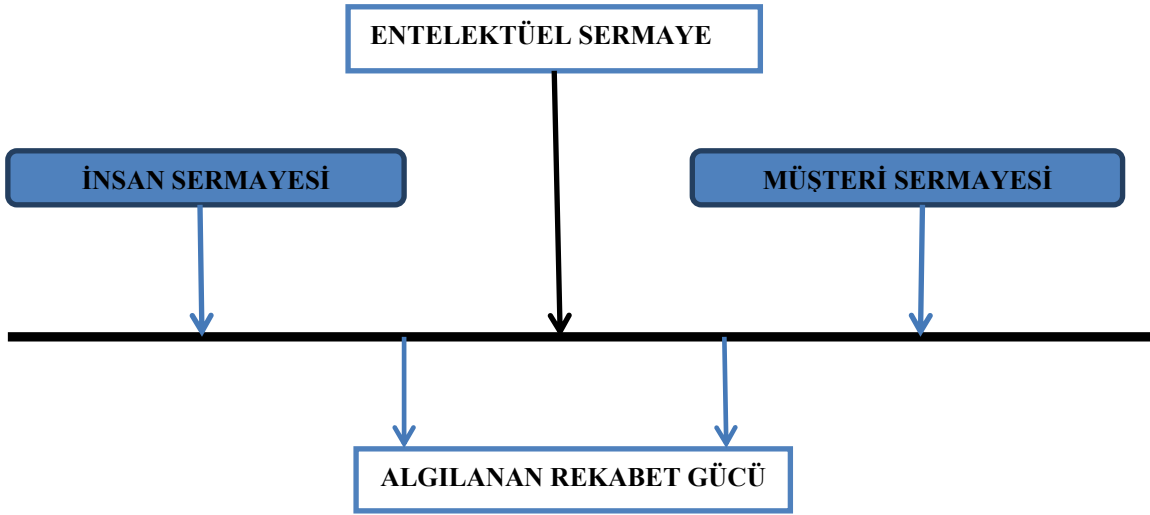 ENTELEKTÜEL SERMAYE
İNSAN SERMAYESİ
MÜŞTERİ SERMAYESİ
ALGILANAN REKABET GÜCÜ